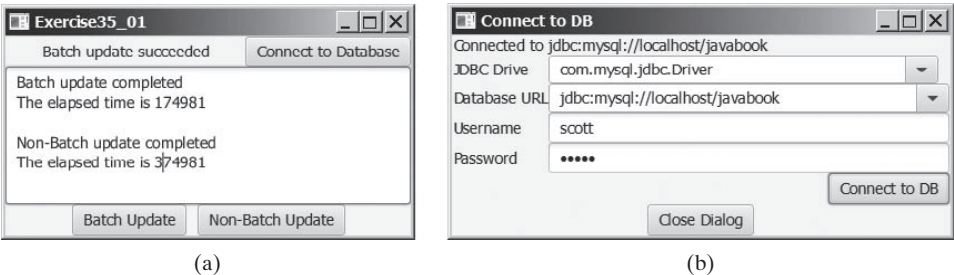 Exercise35_01
Batch update succeeded
Connect to Database
Batch update completed
The elapsed time is 174981
Non-Batch update completed
The elapsed time is 374981
Batch Update
Non-Batch Update
(a)
Connect to DB
Connected to jdbc:mysql://localhost/javabook
JDBC Drive
com.mysql.jdbc.Driver
Database URL
jdbc:mysql://localhost/javabook
Username
scott
Password
•••••
Connect to DB
Close Dialog
(b)